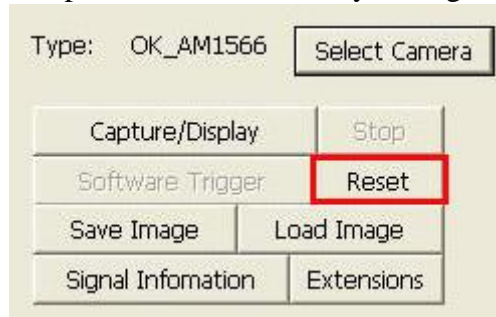 Type: OK_AM1566 Select Camera
Capture/Display Stop
Software Trigger Reset
Save Image Load Image
Signal Infomation Extensions